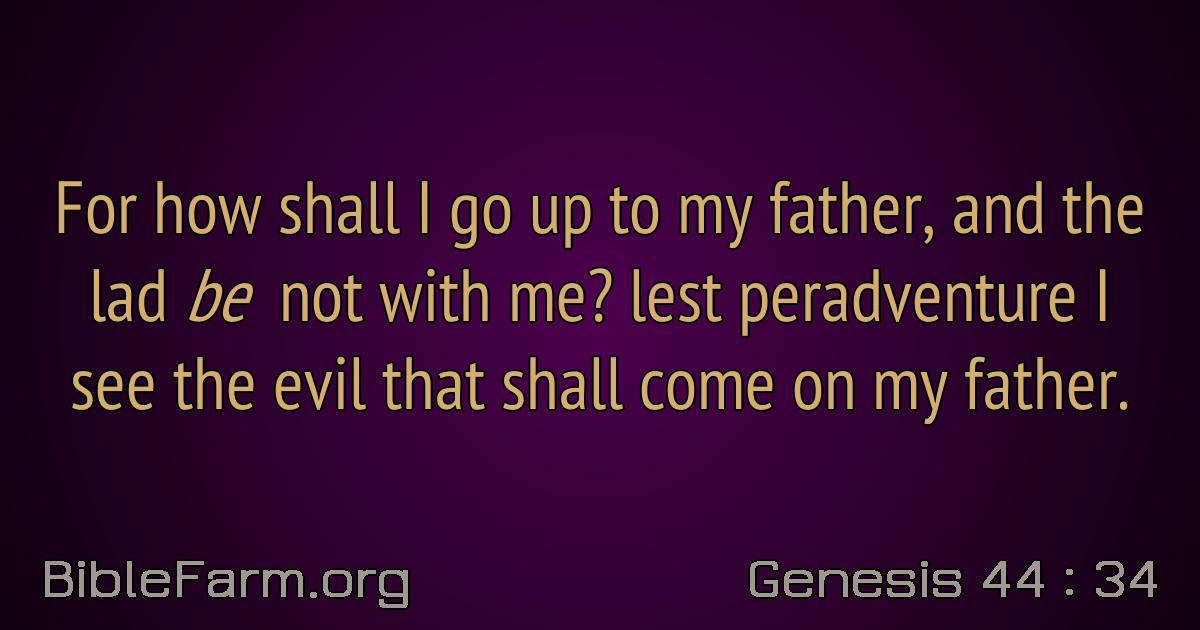 For how shall I go up to my father, and the
lad be not with me? lest peradventure I
see the evil that shall come on my father.
BibleFarm.org
Genesis 44 : 34